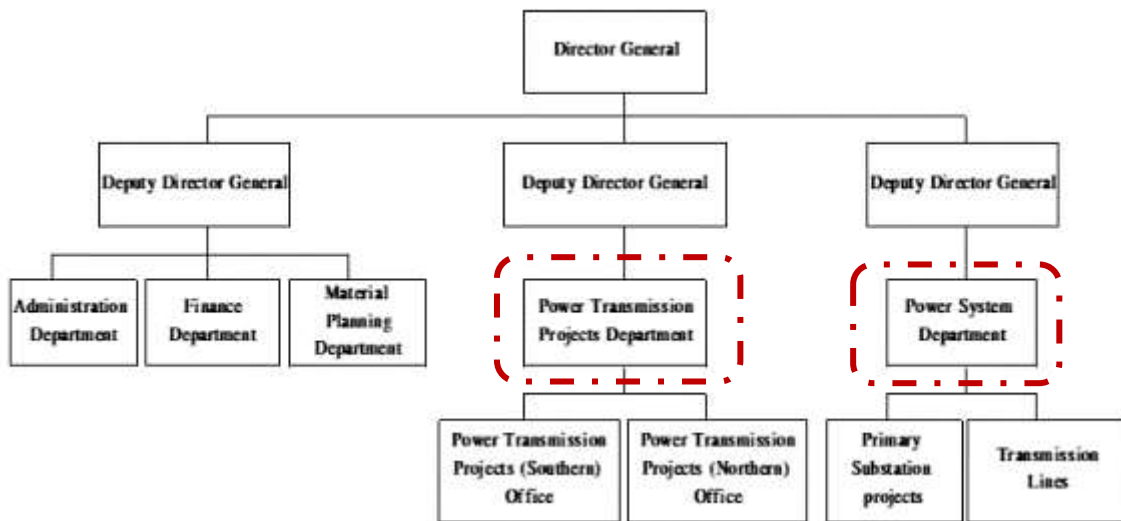 Director General
Deputy Director General
Deputy Director General
Deputy Director General
Administration
Department
Finance
Department
Material
Planning
Department
Power Transmission
Projects Department
Power System
Department
Power Transmission
Projects (Southern)
Office
Power Transmission
Projects (Northern)
Office
Primary
Substation
projects
Transmission
Lines